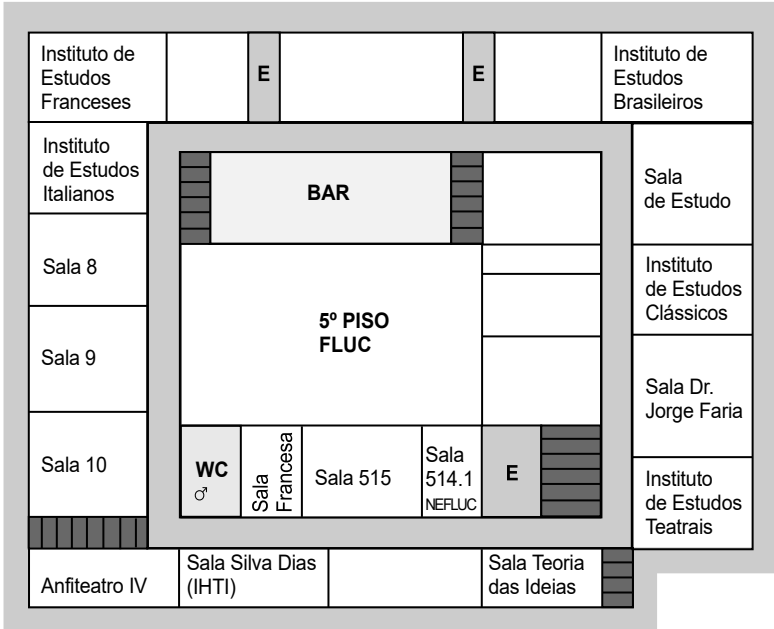 Instituto de
Estudos
Franceses
E
E
Instituto de
Estudos
Brasileiros
Instituto
de Estudos
Italianos
BAR
Sala
de Estudo
Sala 8
Instituto
de Estudos
Clássicos
5º PISO
FLUC
Sala 9
Sala Dr.
Jorge Faria
Sala 10
WC
♂
Sala
Francesa
Sala 515
Sala
514.1
NEFLUC
E
Instituto
de Estudos
Teatrais
Anfiteatro IV
Sala Silva Dias
(IHTI)
Sala Teoria
das Ideias